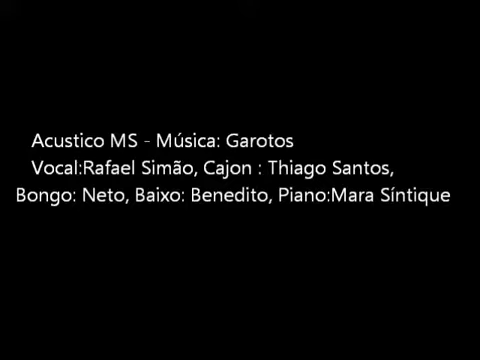 Acustico MS - Música: Garotos
Vocal:Rafael Simão, Cajon : Thiago Santos,
Bongo: Neto, Baixo: Benedito, Piano:Mara Síntique